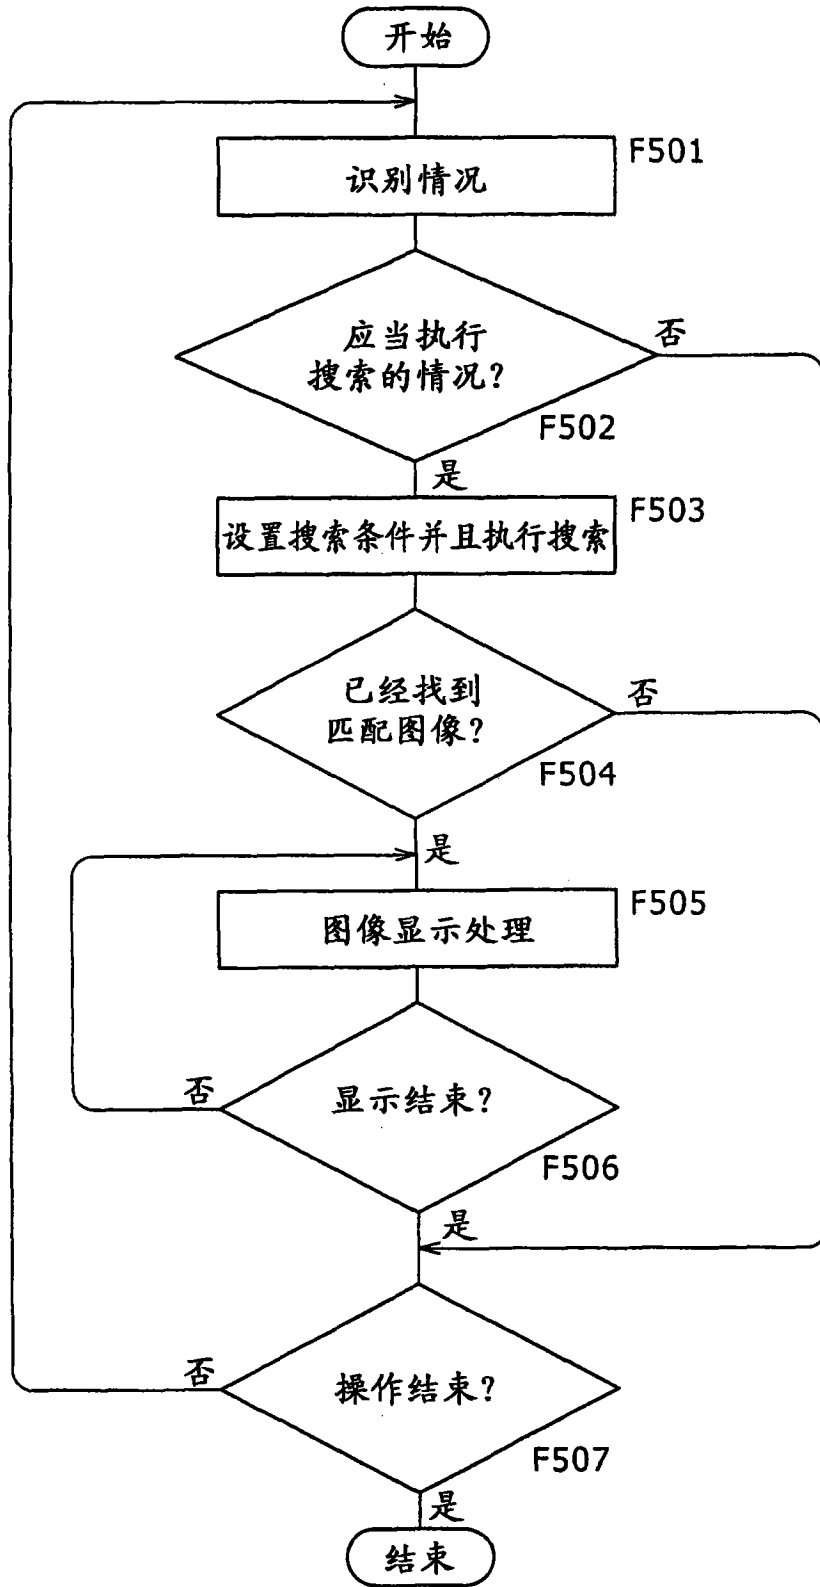 开始
F501
识别情况
否
应当执行
搜索的情况?
F502
是
F503
设置搜索条件并且执行搜索
否
已经找到
匹配图像?
F504
是
F505
图像显示处理
否
显示结束?
F506
是
否
操作结束?
F507
是
结束